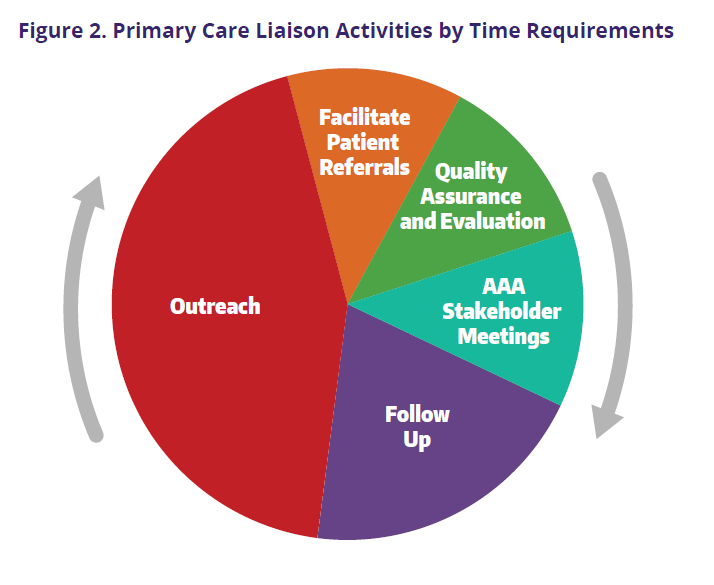 Figure 2. Primary Care Liaison Activities by Time Requirements
Facilitate
Patient
Referrals
Quality
Assurance
and Evaluation
AAA
Stakeholder
Meetings
Outreach
Follow
Up